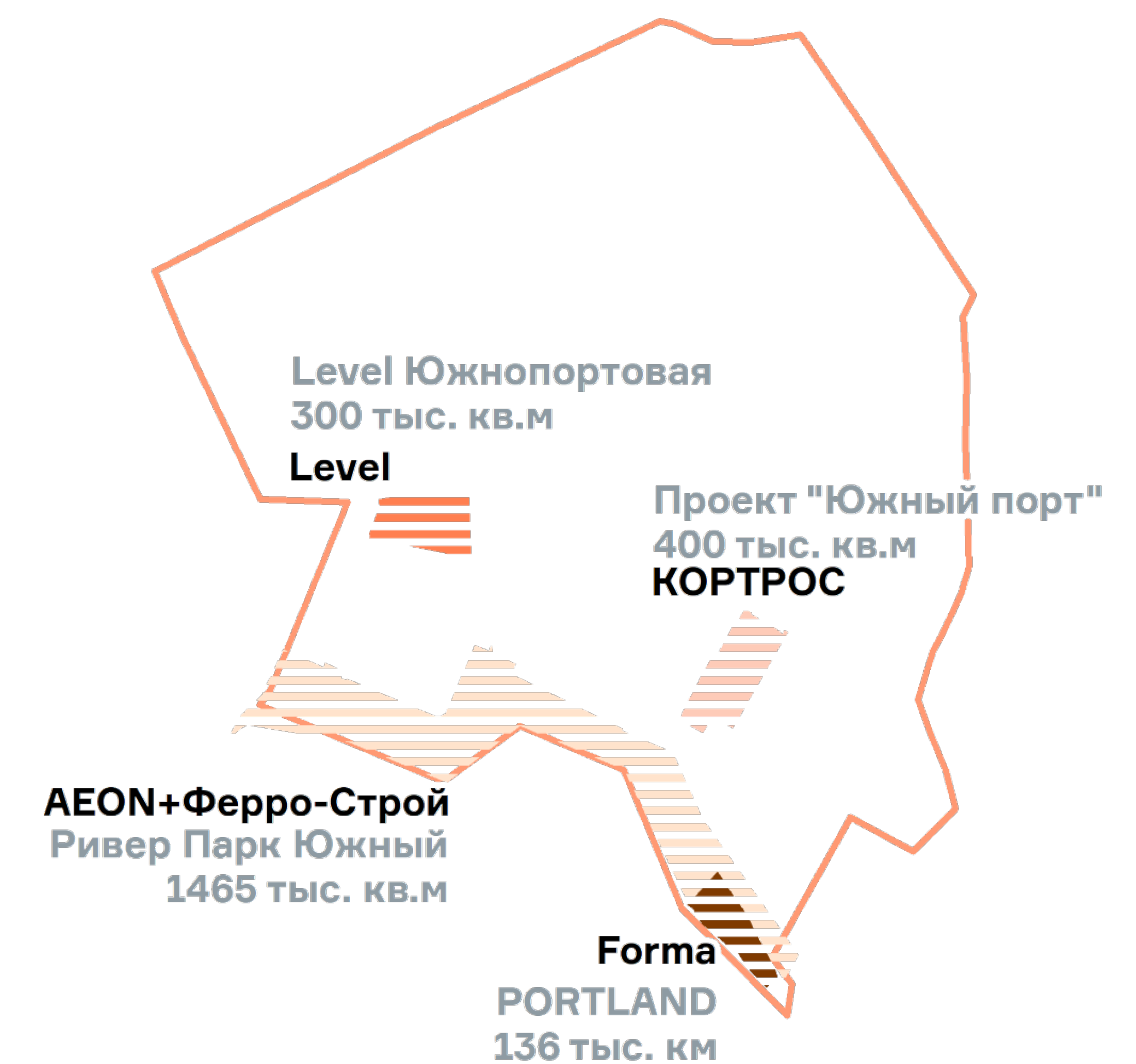 Level Южнопортовая
300 тыс. кв.м
Level
Проект "Южный порт"
400 тыс. кв.м
КОРТРОС
AEON+Ферро-Строй
Ривер Парк Южный
1465 тыс. кв.м
Forma
PORTLAND
136 тыс. км